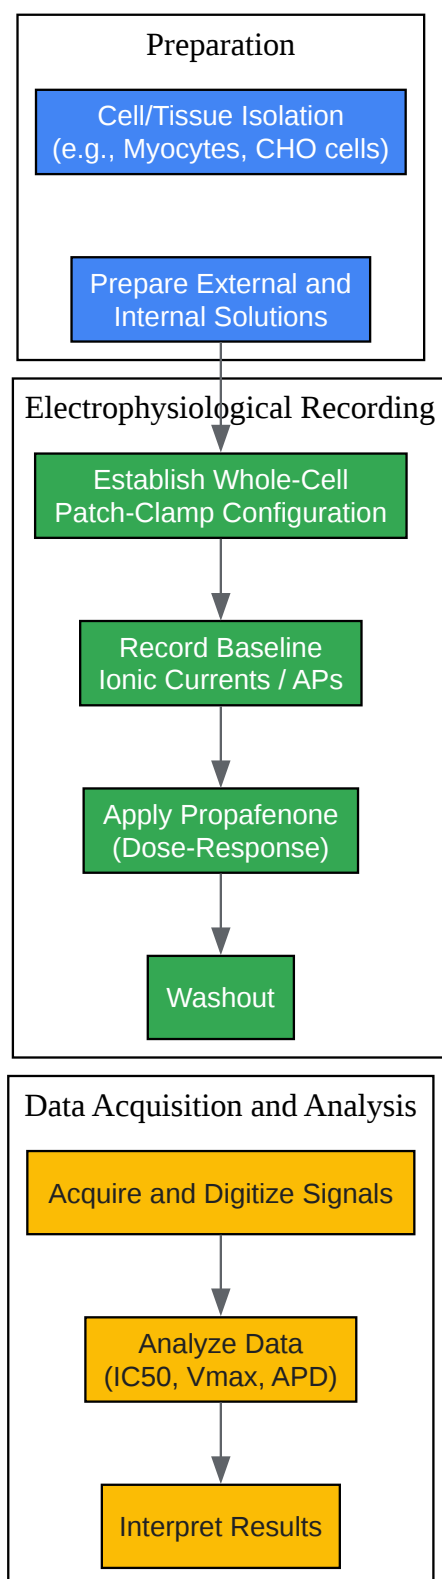 Preparation
Cell/Tissue Isolation
(e.g., Myocytes, CHO cells)
Prepare External and
Internal Solutions
Electrophysiological Recording
Establish Whole-Cell
Patch-Clamp Configuration
Record Baseline
Ionic Currents / APs
Apply Propafenone
(Dose-Response)
Washout
Data Acquisition and Analysis
Acquire and Digitize Signals
Analyze Data
(IC50, Vmax, APD)
Interpret Results